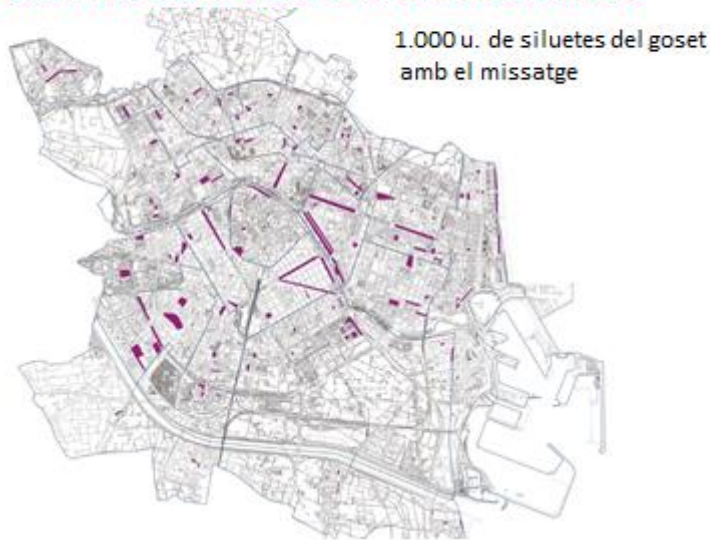 1.000 u. de siluetes del goset
amb el missatge